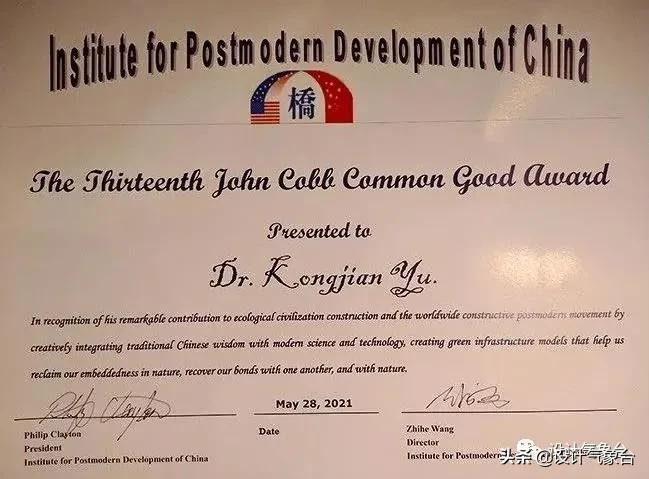 Institute for Postmodern Development of China
橋
The Thirteenth John Cobb Common Good Award
Presented to
Dr. Kongjian Yu.
In recognition of his remarkable contribution to ecological civilization construction and the worldwide constructive postmodern movement by
creatively integrating traditional Chinese wisdom with modern science and technology, creating green infrastructure models that help us
reclaim our embeddedness in nature, recover our bonds with one another, and with nature.
May 28, 2021
Philip Clayton
President
Institute for Postmodern Development of China
Date
Zhihe Wang
Director
Institute for Postmodern
头条 @设计气象台